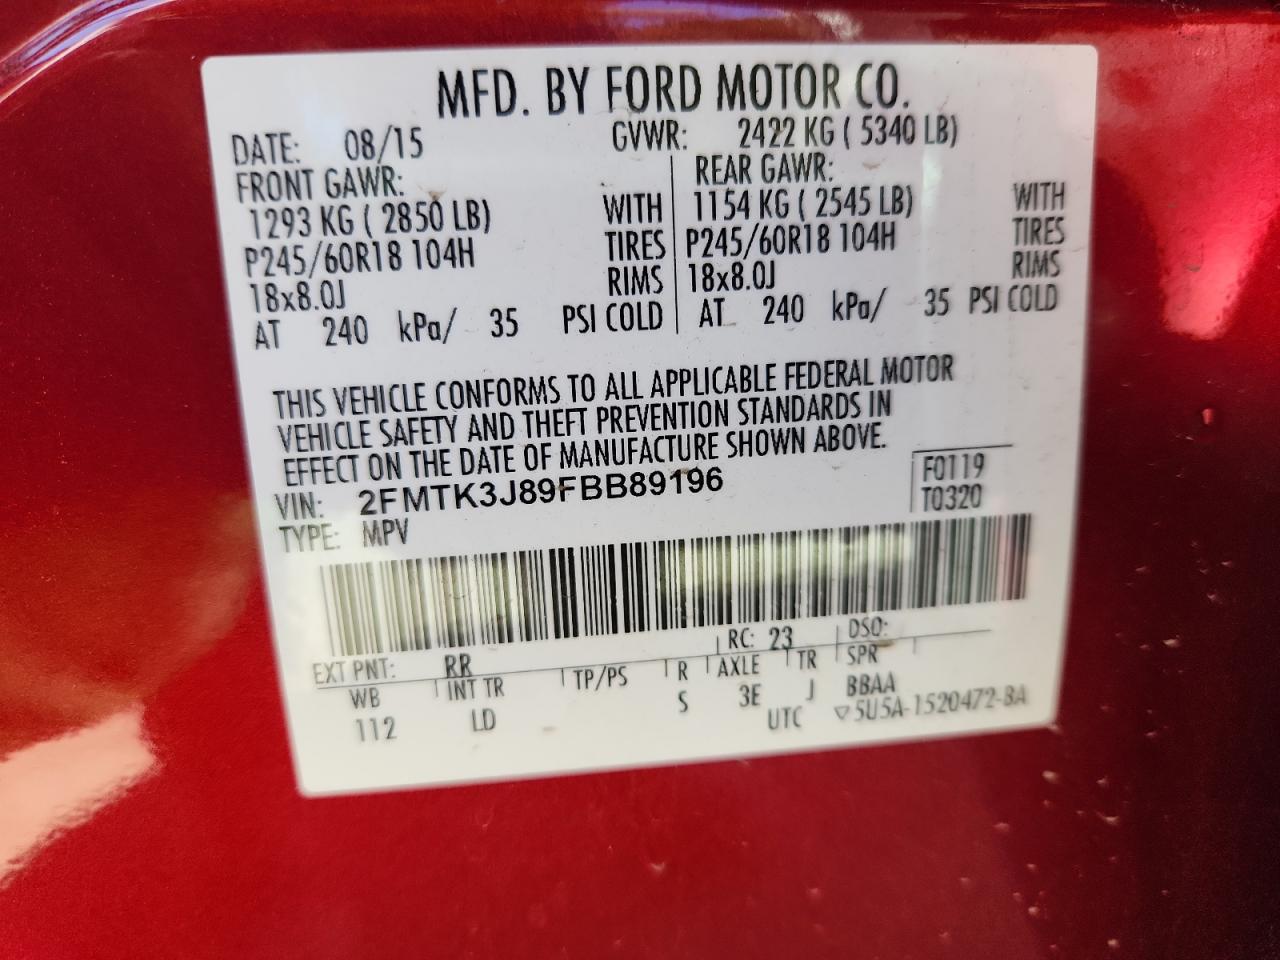 MFD. BY FORD MOTOR CO.
DATE: 08/15 GVWR: 2422 KG ( 5340 LB)
FRONT GAWR: REAR GAWR:
1293 KG ( 2850 LB) WITH 1154 KG ( 2545 LB) WITH
P245/60R18 104H TIRES P245/60R18 104H TIRES
18x8.0J RIMS 18x8.0J RIMS
AT 240 kPa/ 35 PSI COLD AT 240 kPa/ 35 PSI COLD
THIS VEHICLE CONFORMS TO ALL APPLICABLE FEDERAL MOTOR
VEHICLE SAFETY AND THEFT PREVENTION STANDARDS IN
EFFECT ON THE DATE OF MANUFACTURE SHOWN ABOVE.
VIN: 2FMTK3J89FBB89196 F0119
TYPE: MPV T0320
EXT PNT: RR RC: 23 DSO:
WB INT TR TP/PS R AXLE TR SPR
112 LD S 3E J BBAA
UTC ▽5U5A-1520472-BA